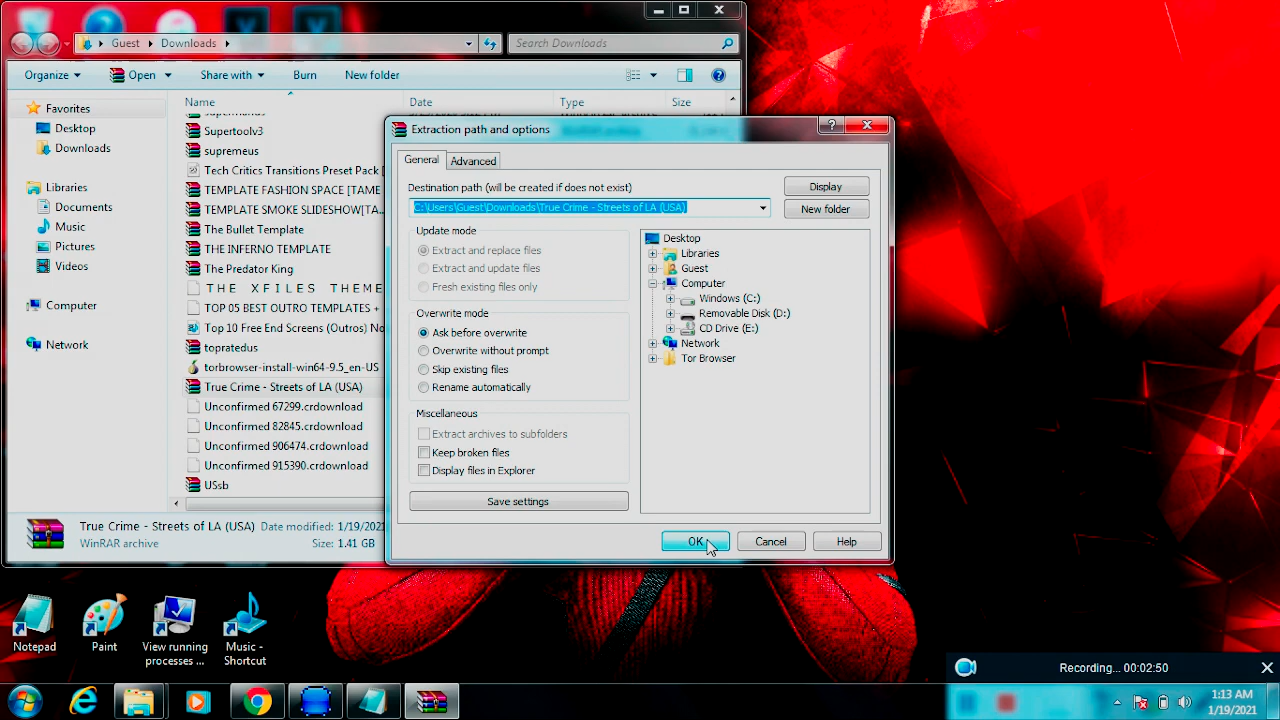 Guest Downloads
Search Downloads
Organize Open Share with Burn New folder
Name Date Type Size
Favorites
Desktop
Downloads
Libraries
Documents
Music
Pictures
Videos
Computer
Network
Supertoolv3
supremeus
Tech Critics Transitions Preset Pack [
TEMPLATE FASHION SPACE [TAME
TEMPLATE SMOKE SLIDESHOW[TA..
The Bullet Template
THE INFERNO TEMPLATE
The Predator King
T H E X F I L E S T H E M E
TOP 05 BEST OUTRO TEMPLATES +
Top 10 Free End Screens (Outros) No
topratedus
torbrowser-install-win64-9.5_en-US
True Crime - Streets of LA (USA)
Unconfirmed 67299.crdownload
Unconfirmed 82845.crdownload
Unconfirmed 906474.crdownload
Unconfirmed 915390.crdownload
USsb
True Crime - Streets of LA (USA) Date modified: 1/19/2021
WinRAR archive Size: 1.41 GB
Extraction path and options
General Advanced
Destination path (will be created if does not exist)
Display
C:\Users\Guest\Downloads\True Crime - Streets of LA (USA)
New folder
Update mode
Extract and replace files
Extract and update files
Fresh existing files only
Overwrite mode
Ask before overwrite
Overwrite without prompt
Skip existing files
Rename automatically
Miscellaneous
Extract archives to subfolders
Keep broken files
Display files in Explorer
Save settings
Desktop
Libraries
Guest
Computer
Windows (C:)
Removable Disk (D:)
CD Drive (E:)
Network
Tor Browser
OK Cancel Help
Notepad
Paint
View running
processes ...
Music -
Shortcut
Recording... 00:02:50
1:13 AM
1/19/2021